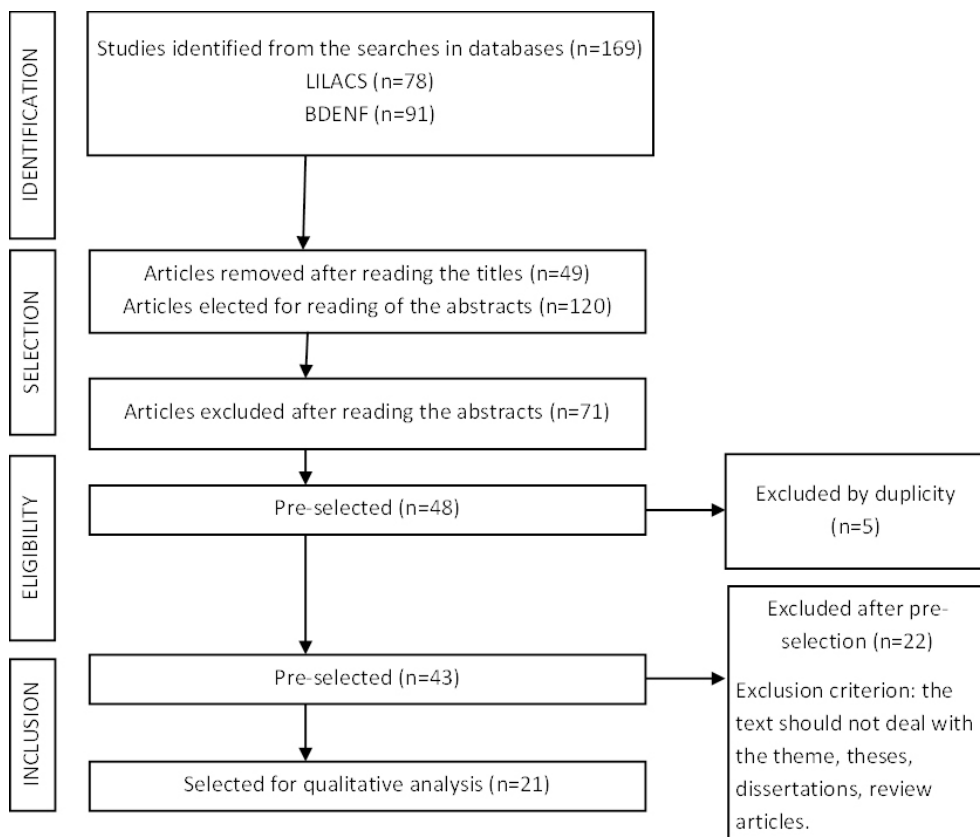 IDENTIFICATION
Studies identified from the searches in databases (n=169)
LILACS (n=78)
BDENF (n=91)
SELECTION
Articles removed after reading the titles (n=49)
Articles elected for reading of the abstracts (n=120)
Articles excluded after reading the abstracts (n=71)
ELIGIBILITY
Pre-selected (n=48)
Excluded by duplicity
(n=5)
INCLUSION
Pre-selected (n=43)
Excluded after pre-
selection (n=22)
Exclusion criterion: the
text should not deal with
the theme, theses,
dissertations, review
articles.
Selected for qualitative analysis (n=21)